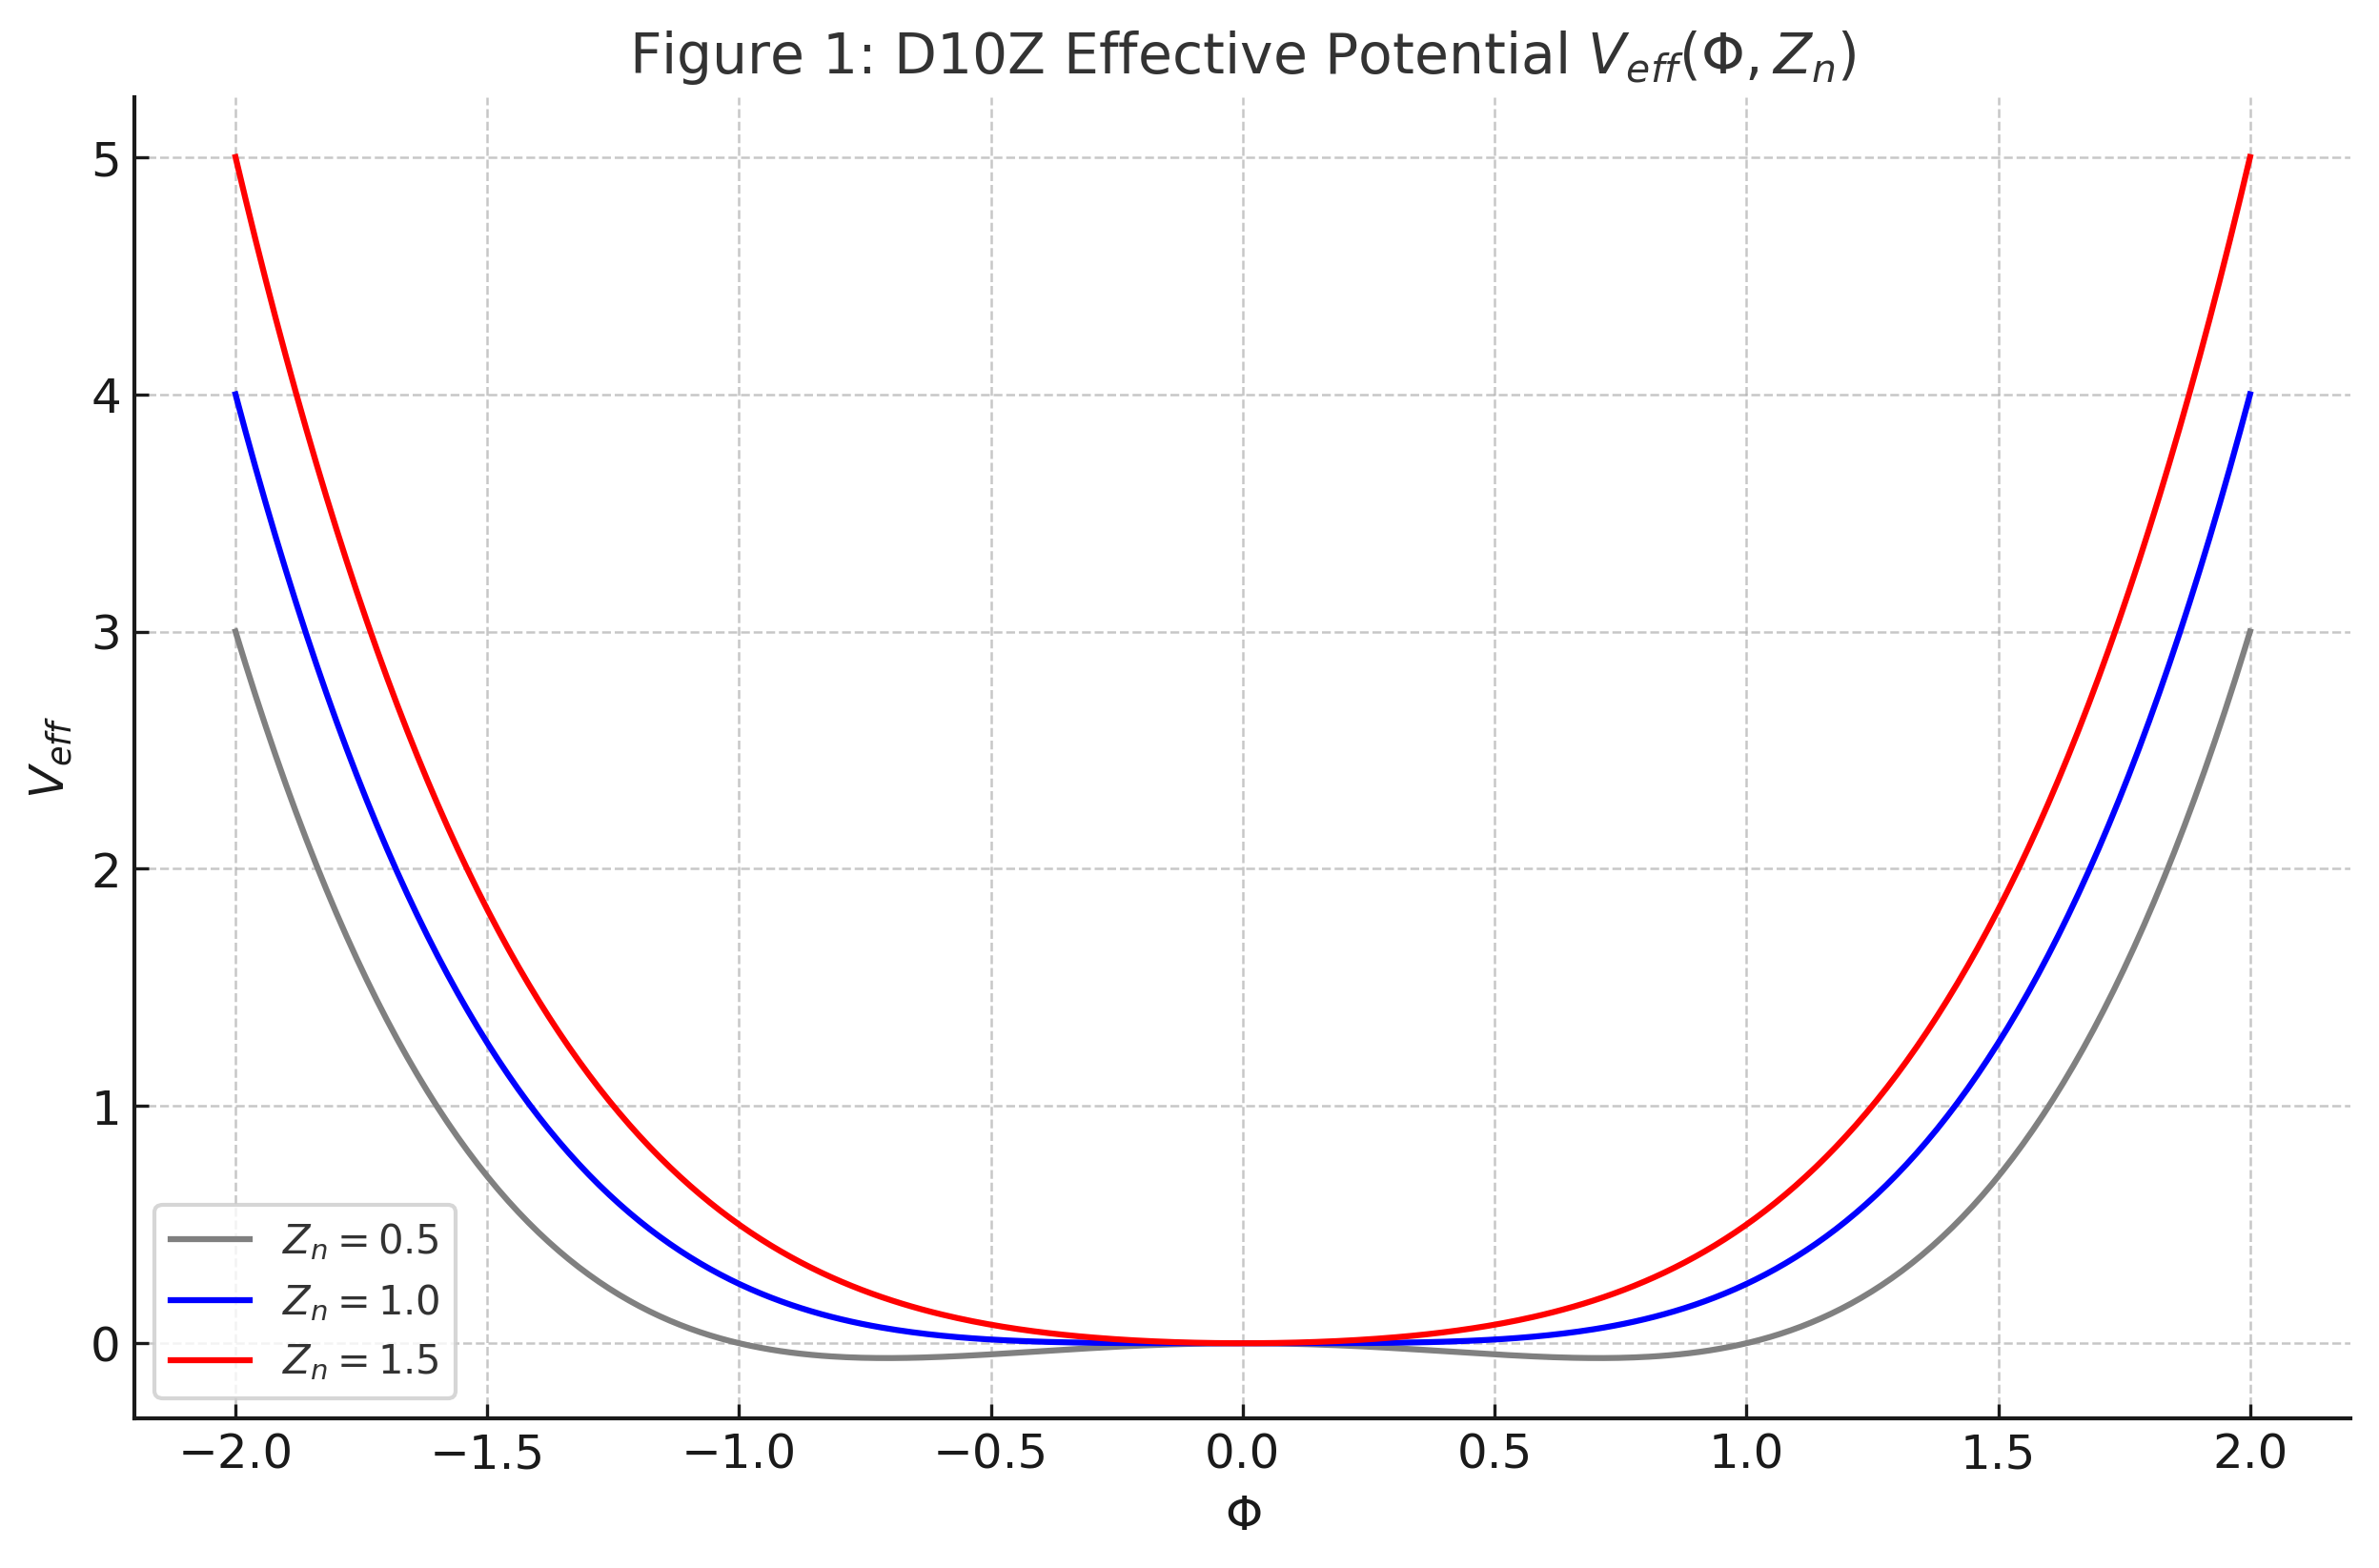 Figure 1: D10Z Effective Potential V_eff(Φ, Z_n)
5
4
3
2
1
0
V_eff
Z_n = 0.5
Z_n = 1.0
Z_n = 1.5
−2.0 −1.5 −1.0 −0.5 0.0 0.5 1.0 1.5 2.0
Φ